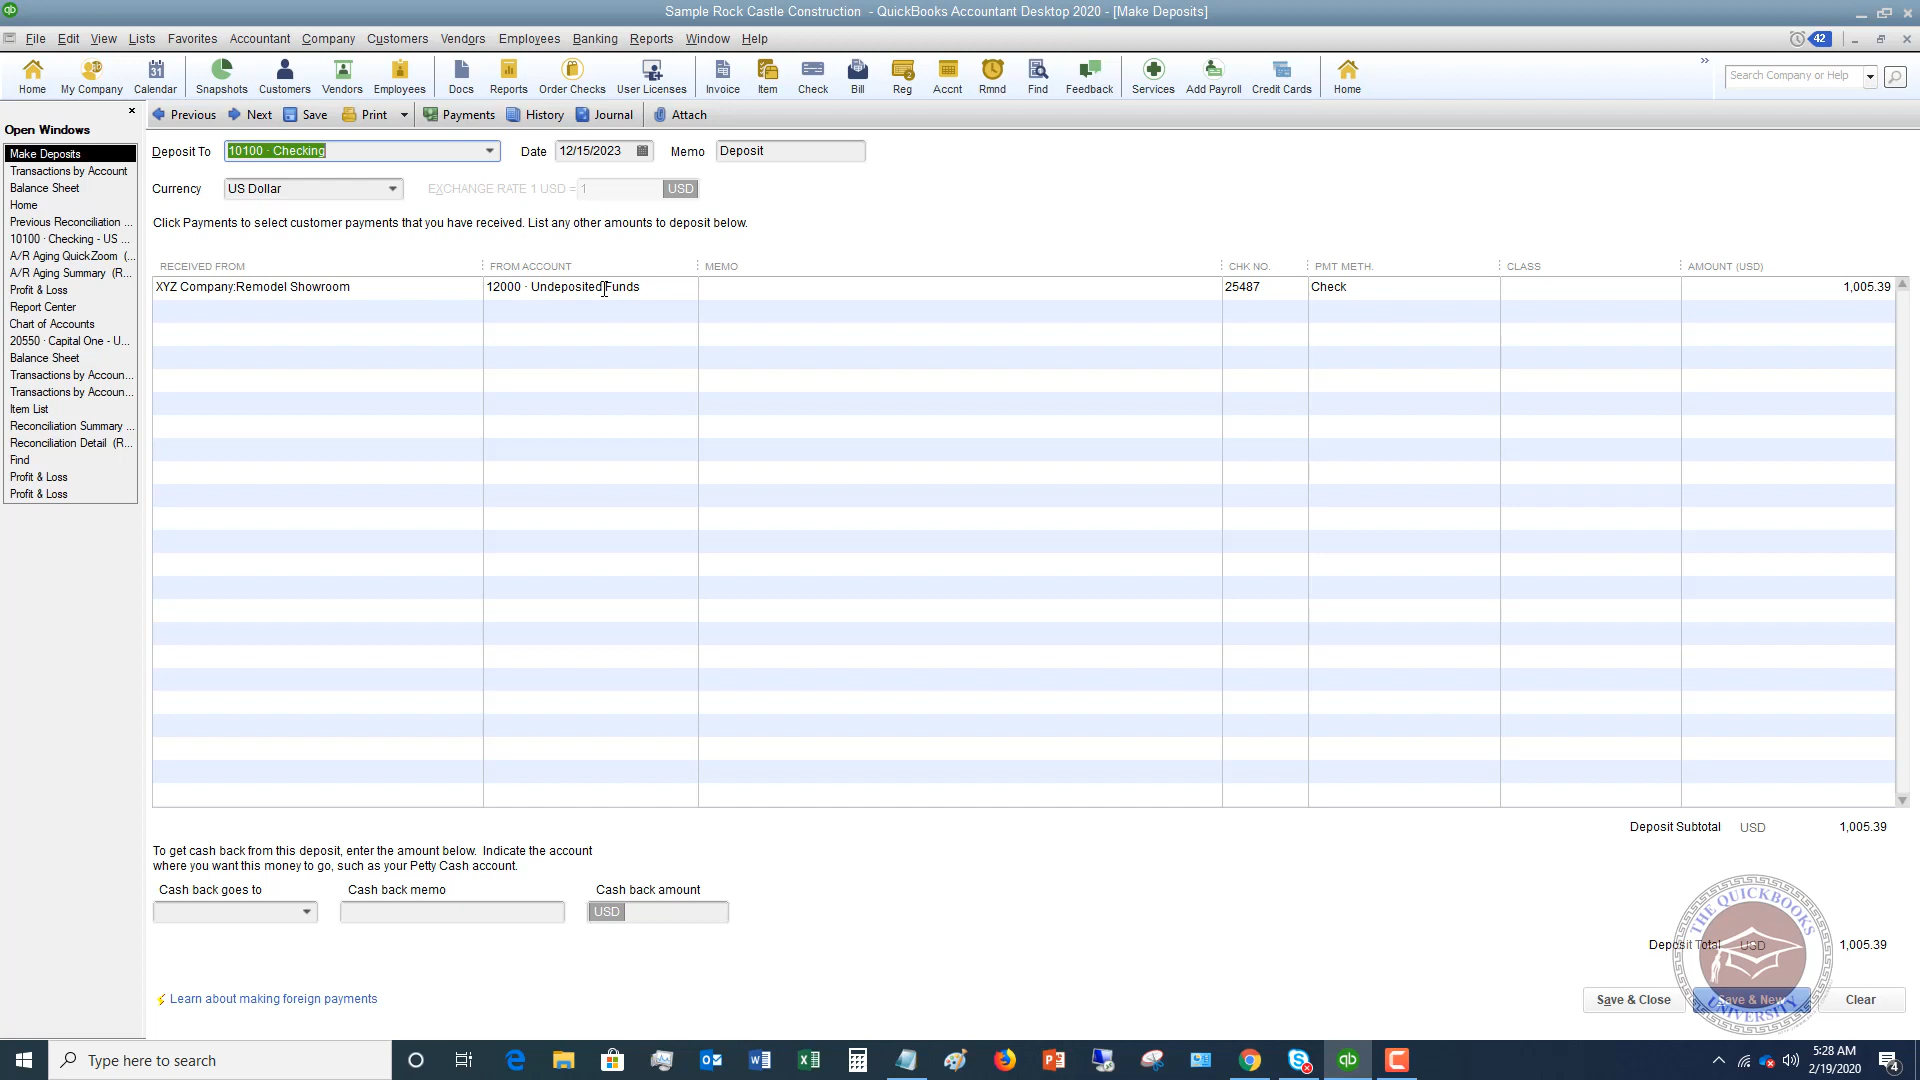 Sample Rock Castle Construction - QuickBooks Accountant Desktop 2020 - [Make Deposits]
File Edit View Lists Favorites Accountant Company Customers Vendors Employees Banking Reports Window Help
42
Home My Company Calendar Snapshots Customers Vendors Employees Docs Reports Order Checks User Licenses Invoice Item Check Bill Reg Accnt Rmnd Find Feedback Services Add Payroll Credit Cards Home
Search Company or Help
Previous Next Save Print Payments History Journal Attach
Open Windows
Make Deposits
Transactions by Account
Balance Sheet
Home
Previous Reconciliation ...
10100 · Checking - US ...
A/R Aging QuickZoom (...
A/R Aging Summary (R...
Profit & Loss
Report Center
Chart of Accounts
20550 · Capital One - U...
Balance Sheet
Transactions by Accoun...
Transactions by Accoun...
Item List
Reconciliation Summary ...
Reconciliation Detail (R...
Find
Profit & Loss
Profit & Loss
Deposit To 10100 · Checking Date 12/15/2023 Memo Deposit
Currency US Dollar EXCHANGE RATE 1 USD = 1 USD
Click Payments to select customer payments that you have received. List any other amounts to deposit below.
RECEIVED FROM FROM ACCOUNT MEMO CHK NO. PMT METH. CLASS AMOUNT (USD)
XYZ Company:Remodel Showroom 12000 · Undeposited Funds 25487 Check 1,005.39
Deposit Subtotal USD 1,005.39
To get cash back from this deposit, enter the amount below. Indicate the account
where you want this money to go, such as your Petty Cash account.
Cash back goes to Cash back memo Cash back amount
USD
Deposit Total USD 1,005.39
THE QUICKBOOKS
UNIVERSITY
Learn about making foreign payments
Save & Close Save & New Clear
Type here to search
5:28 AM
2/19/2020
4